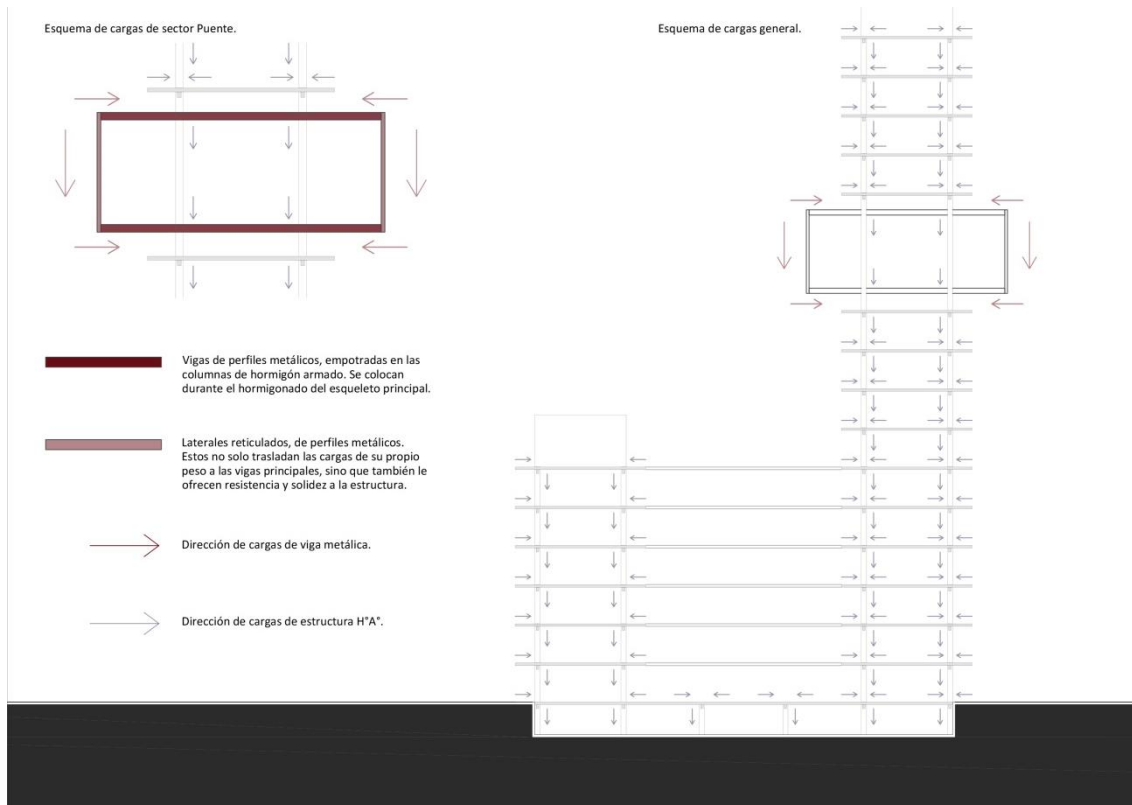 Esquema de cargas de sector Puente.
Esquema de cargas general.
Vigas de perfiles metálicos, empotradas en las
columnas de hormigón armado. Se colocan
durante el hormigonado del esqueleto principal.
Laterales reticulados, de perfiles metálicos.
Estos no solo trasladan las cargas de su propio
peso a las vigas principales, sino que también le
ofrecen resistencia y solidez a la estructura.
Dirección de cargas de viga metálica.
Dirección de cargas de estructura H°A°.